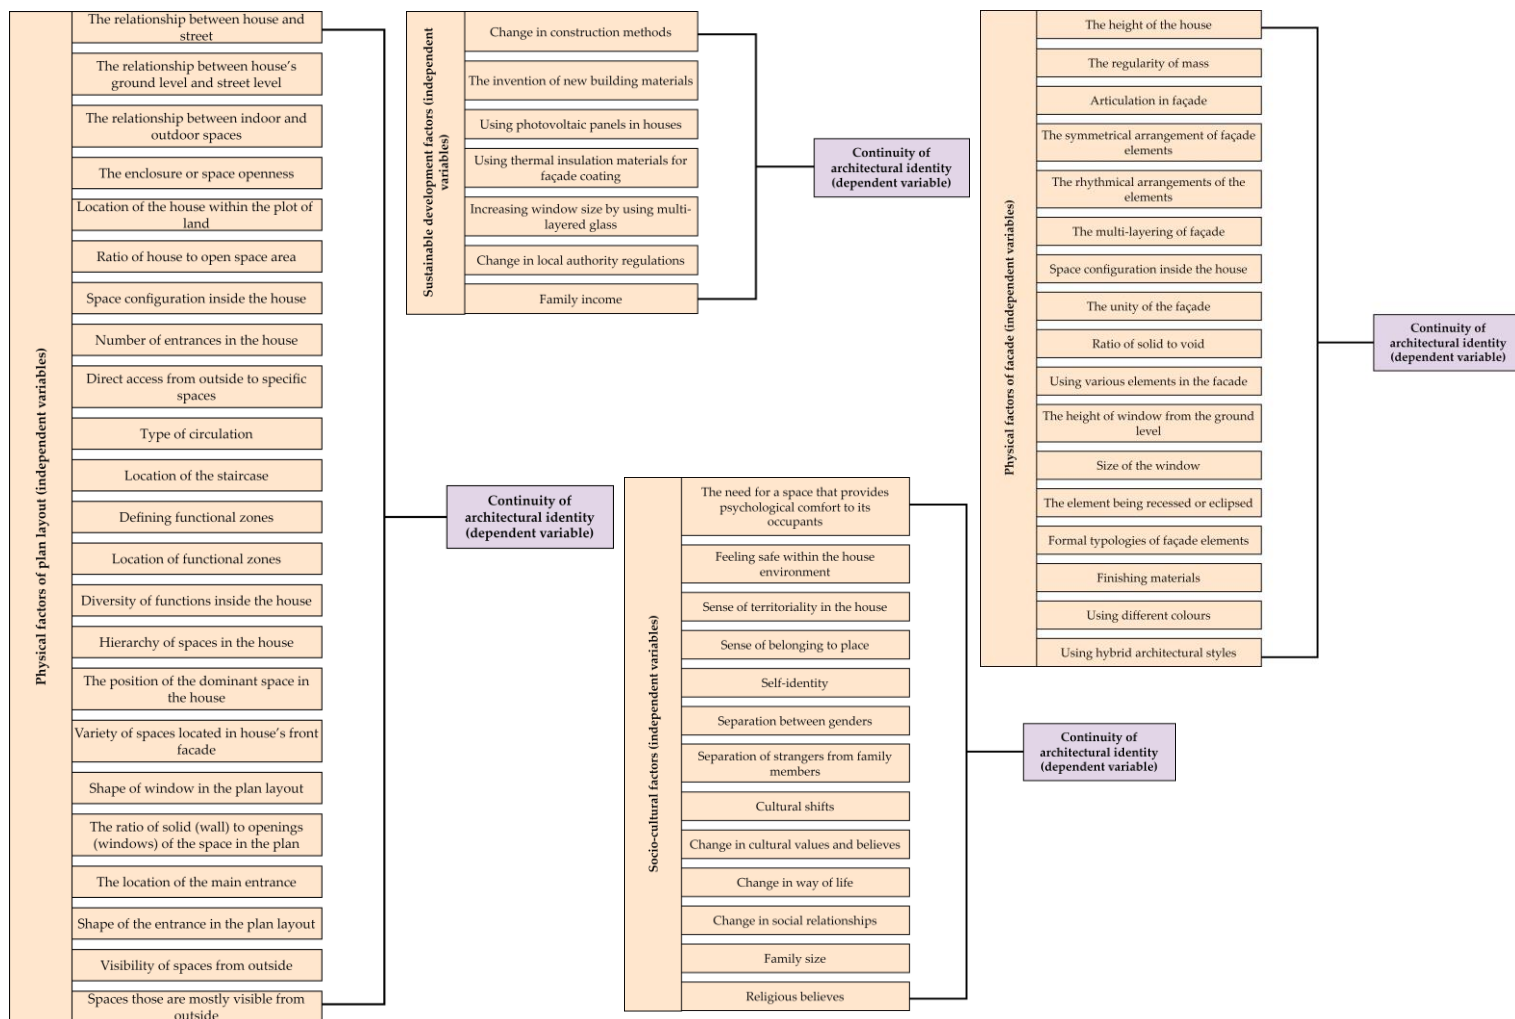 Physical factors of plan layout (independent variables)
The relationship between house and
street
The relationship between house's
ground level and street level
The relationship between indoor and
outdoor spaces
The enclosure or space openness
Location of the house within the plot of
land
Ratio of house to open space area
Space configuration inside the house
Number of entrances in the house
Direct access from outside to specific
spaces
Type of circulation
Location of the staircase
Defining functional zones
Location of functional zones
Diversity of functions inside the house
Hierarchy of spaces in the house
The position of the dominant space in
the house
Variety of spaces located in house's front
facade
Shape of window in the plan layout
The ratio of solid (wall) to openings
(windows) of the space in the plan
The location of the main entrance
Shape of the entrance in the plan layout
Visibility of spaces from outside
Spaces those are mostly visible from
outside
Continuity of
architectural identity
(dependent variable)
Sustainable development factors (independent
variables)
Change in construction methods
The invention of new building materials
Using photovoltaic panels in houses
Using thermal insulation materials for
façade coating
Increasing window size by using multi-
layered glass
Change in local authority regulations
Family income
Continuity of
architectural identity
(dependent variable)
Socio-cultural factors (independent variables)
The need for a space that provides
psychological comfort to its
occupants
Feeling safe within the house
environment
Sense of territoriality in the house
Sense of belonging to place
Self-identity
Separation between genders
Separation of strangers from family
members
Cultural shifts
Change in cultural values and believes
Change in way of life
Change in social relationships
Family size
Religious believes
Continuity of
architectural identity
(dependent variable)
Physical factors of facade (independent variables)
The height of the house
The regularity of mass
Articulation in façade
The symmetrical arrangement of façade
elements
The rhythmical arrangements of the
elements
The multi-layering of façade
Space configuration inside the house
The unity of the façade
Ratio of solid to void
Using various elements in the facade
The height of window from the ground
level
Size of the window
The element being recessed or eclipsed
Formal typologies of façade elements
Finishing materials
Using different colours
Using hybrid architectural styles
Continuity of
architectural identity
(dependent variable)